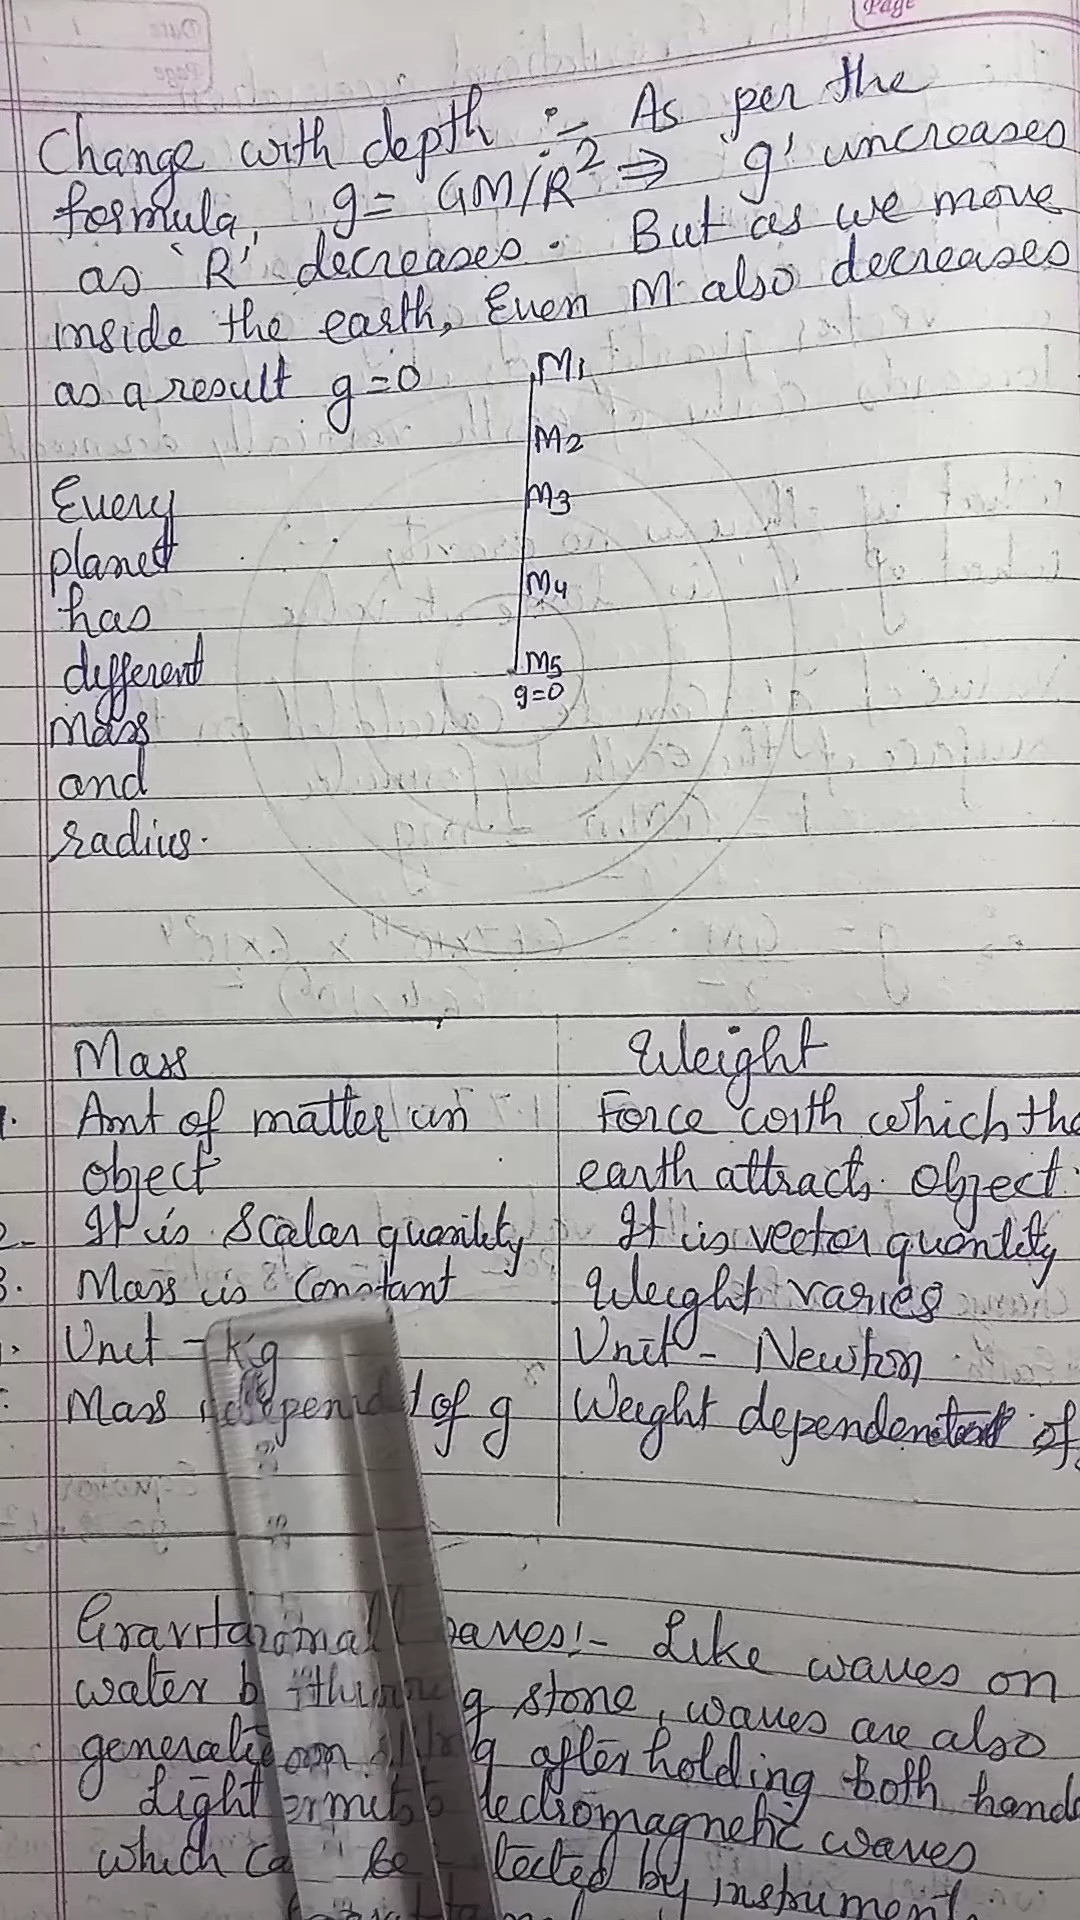 Page
Change with depth :- As per the
formula, g = GM/R² ⇒ 'g' increases
as 'R' decreases. But as we move
inside the earth, Even M also decreases
as a result g=0
M1
M2
M3
M4
M5
g=0
Every
planet
has
different
mass
and
radius.
Mass
Weight
1. Amt of matter in
object
Force with which the
earth attracts object.
2- It is Scalar quantity
It is vector quantity
3. Mass is Constant
Weight varies
Unit - Kg
Unit - Newton
Mass independent of g
Weight dependent of
Gravitational waves:- Like waves on
water stone, waves are also
after holding both hands
Light electromagnetic waves
which be by instrument.